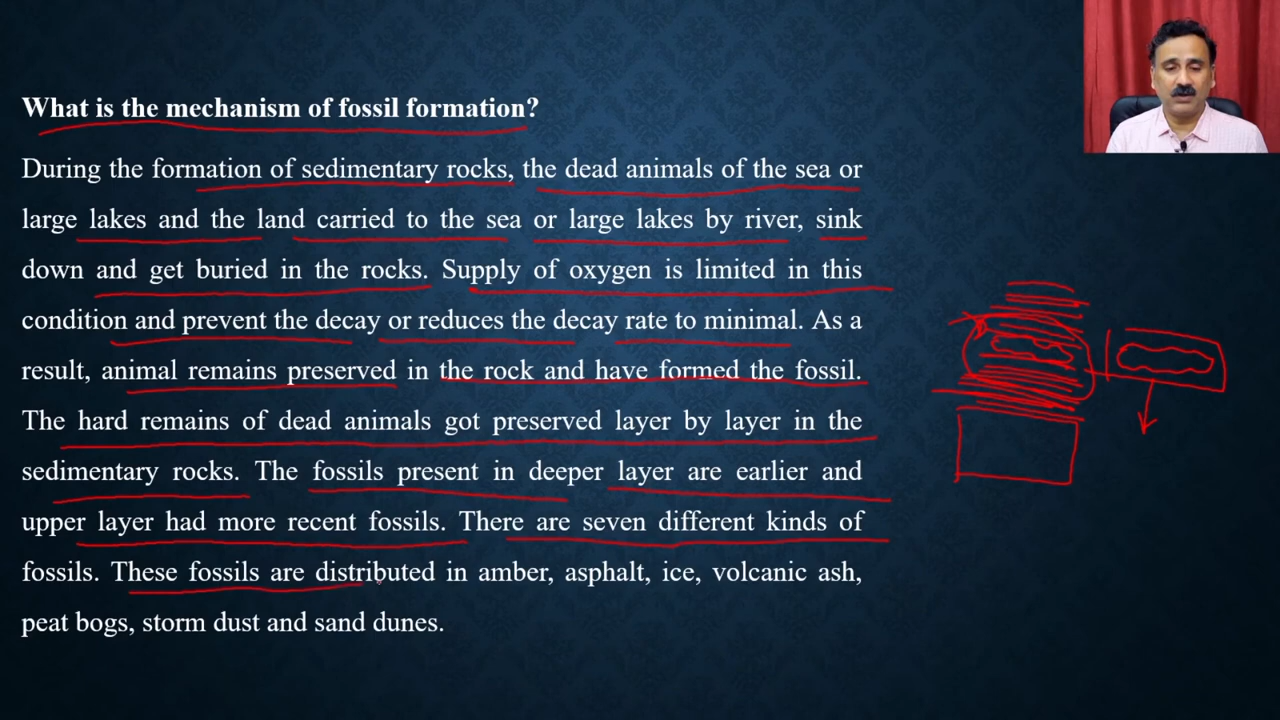 What is the mechanism of fossil formation?
During the formation of sedimentary rocks, the dead animals of the sea or
large lakes and the land carried to the sea or large lakes by river, sink
down and get buried in the rocks. Supply of oxygen is limited in this
condition and prevent the decay or reduces the decay rate to minimal. As a
result, animal remains preserved in the rock and have formed the fossil.
The hard remains of dead animals got preserved layer by layer in the
sedimentary rocks. The fossils present in deeper layer are earlier and
upper layer had more recent fossils. There are seven different kinds of
fossils. These fossils are distributed in amber, asphalt, ice, volcanic ash,
peat bogs, storm dust and sand dunes.